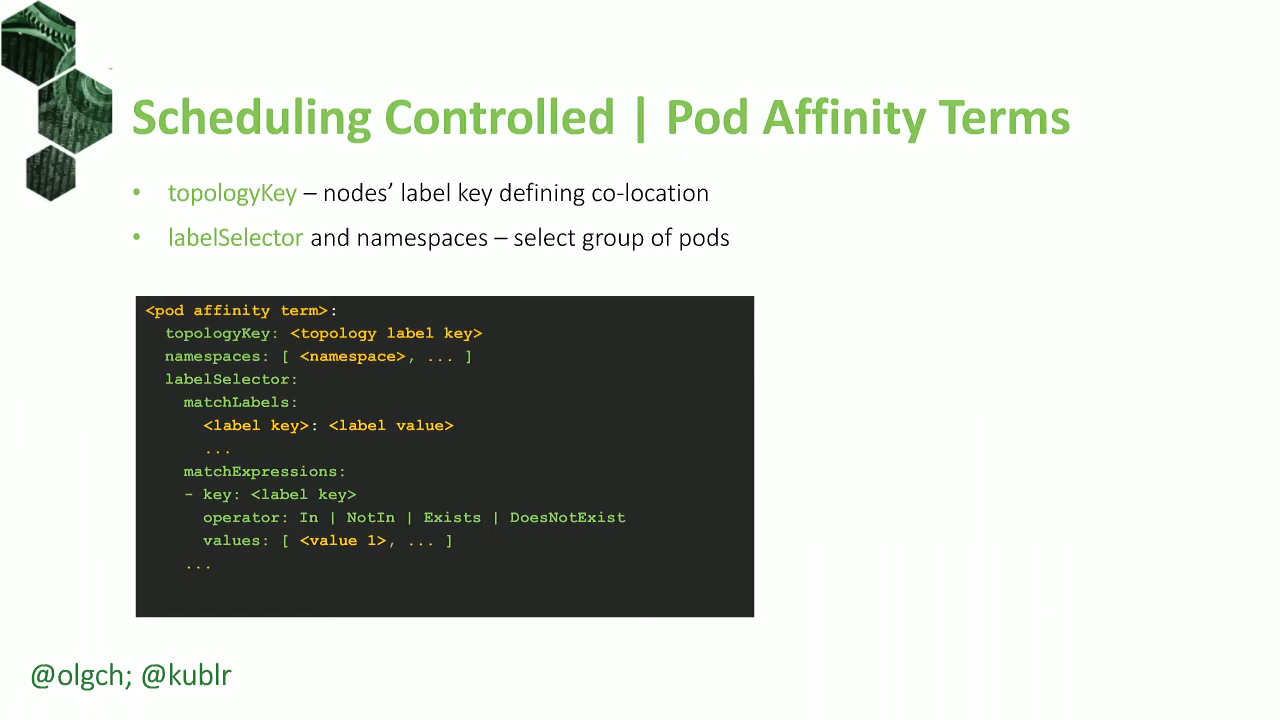 Scheduling Controlled | Pod Affinity Terms
• topologyKey – nodes’ label key defining co-location
• labelSelector and namespaces – select group of pods
<pod affinity term>:
  topologyKey: <topology label key>
  namespaces: [ <namespace>, ... ]
  labelSelector:
    matchLabels:
      <label key>: <label value>
      ...
    matchExpressions:
    - key: <label key>
      operator: In | NotIn | Exists | DoesNotExist
      values: [ <value 1>, ... ]
    ...
@olgch; @kublr